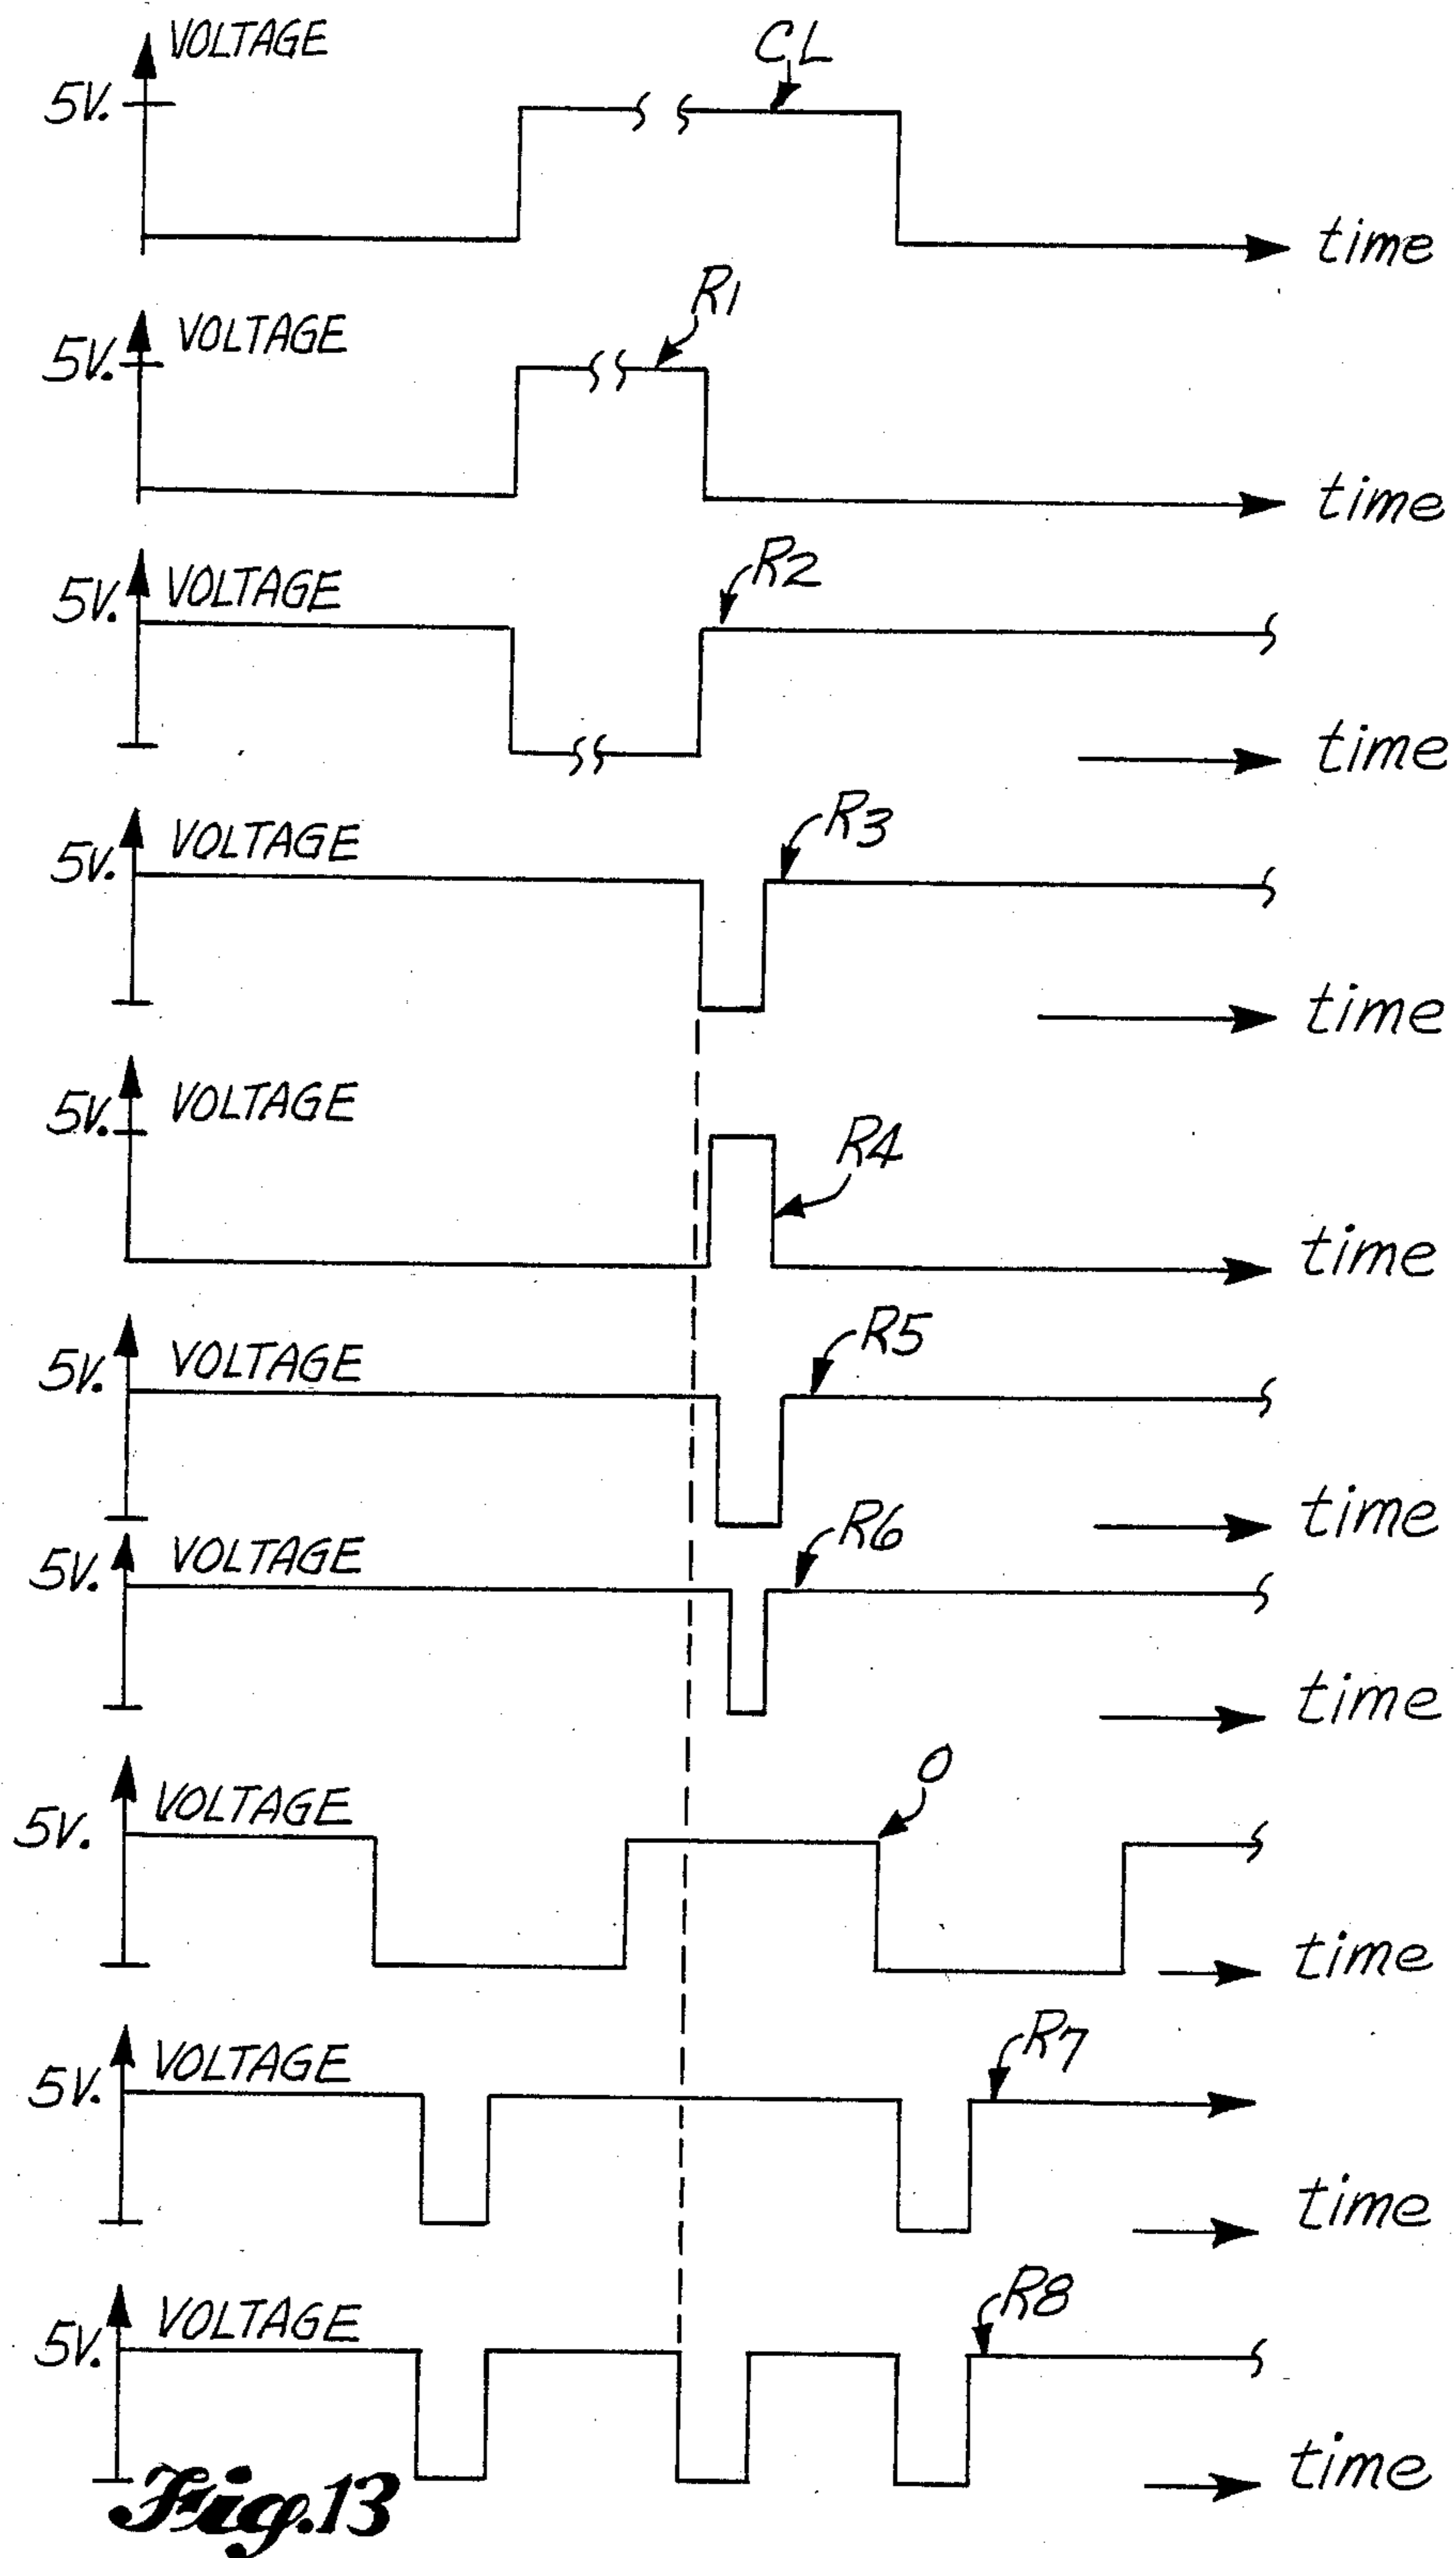 VOLTAGE
CL
5V.
time
R1
VOLTAGE
5V.
time
R2
5V. VOLTAGE
time
R3
5V. VOLTAGE
time
5V. VOLTAGE
R4
time
R5
5V. VOLTAGE
time
R6
5V. VOLTAGE
time
O
5V. VOLTAGE
time
R7
5V. VOLTAGE
time
R8
5V. VOLTAGE
time
Fig.13